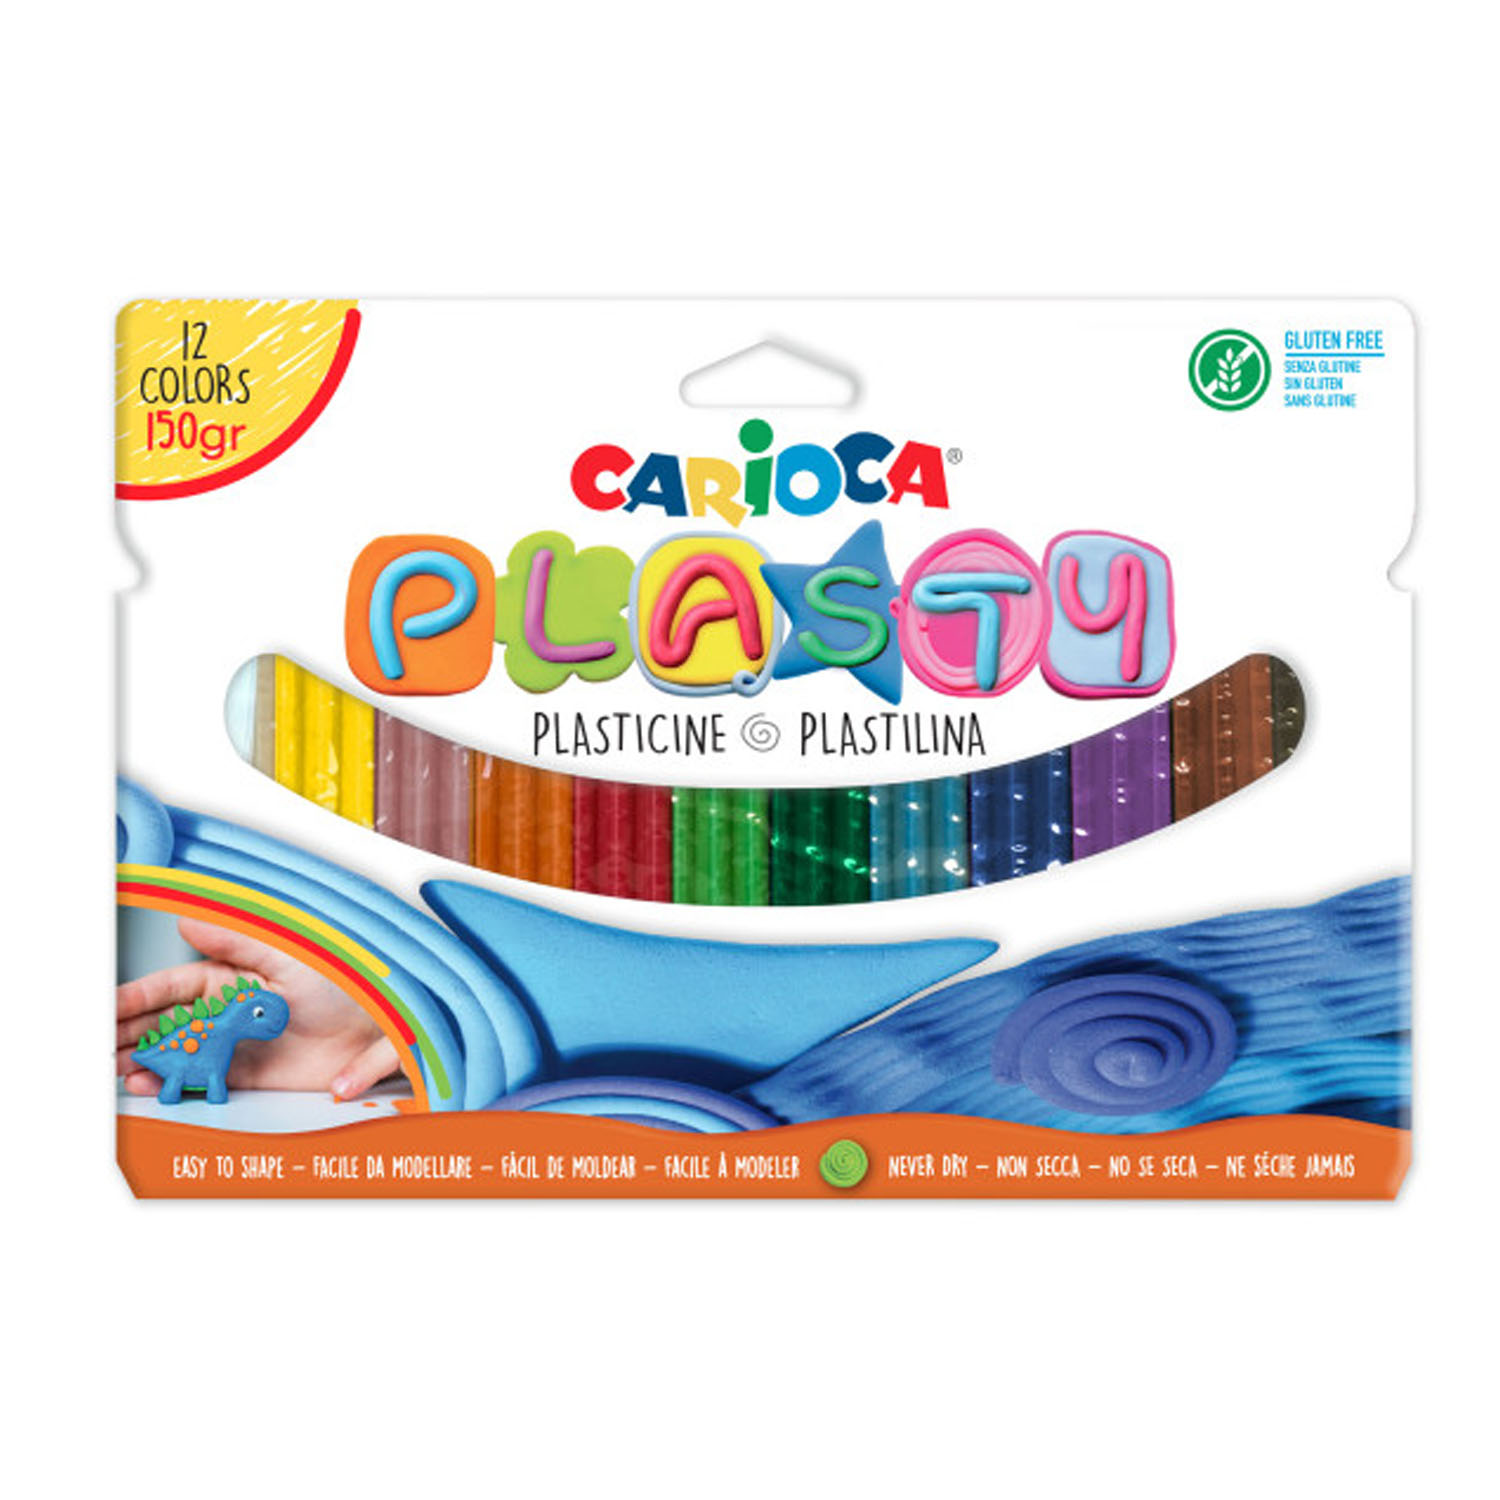 12
COLORS
150gr
GLUTEN FREE
SENZA GLUTINE
SIN GLUTEN
SANS GLUTINE
CARIOCA®
PLASTY
PLASTICINE PLASTILINA
EASY TO SHAPE – FACILE DA MODELLARE – FÁCIL DE MOLDEAR – FACILE À MODELER NEVER DRY – NON SECCA – NO SE SECA – NE SÉCHE JAMAIS